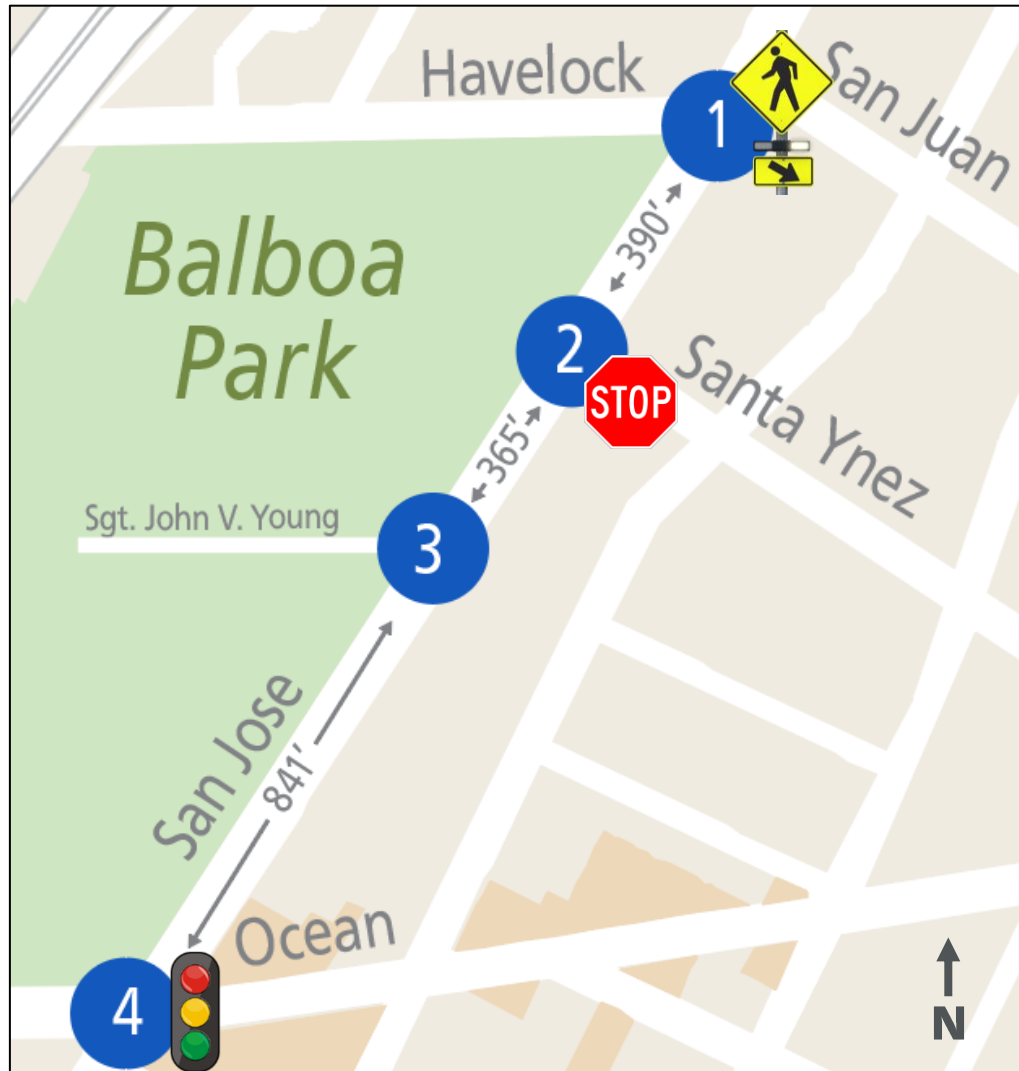 Havelock
San Juan
1
390'
Balboa
Park
2
STOP
Santa Ynez
365'
Sgt. John V. Young
3
San Jose
841'
Ocean
4
N